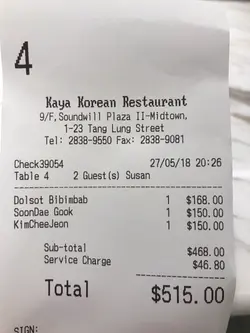 4
Kaya Korean Restaurant
9/F,Soundwill Plaza II-Midtown,
1-23 Tang Lung Street
Tel: 2838-9550 Fax: 2838-9081
Check39054 27/05/18 20:26
Table 4 2 Guest(s) Susan
Dolsot Bibimbab 1 $168.00
SoonDae Gook 1 $150.00
KimCheeJeon 1 $150.00
Sub-total $468.00
Service Charge $46.80
Total $515.00
SIGN: